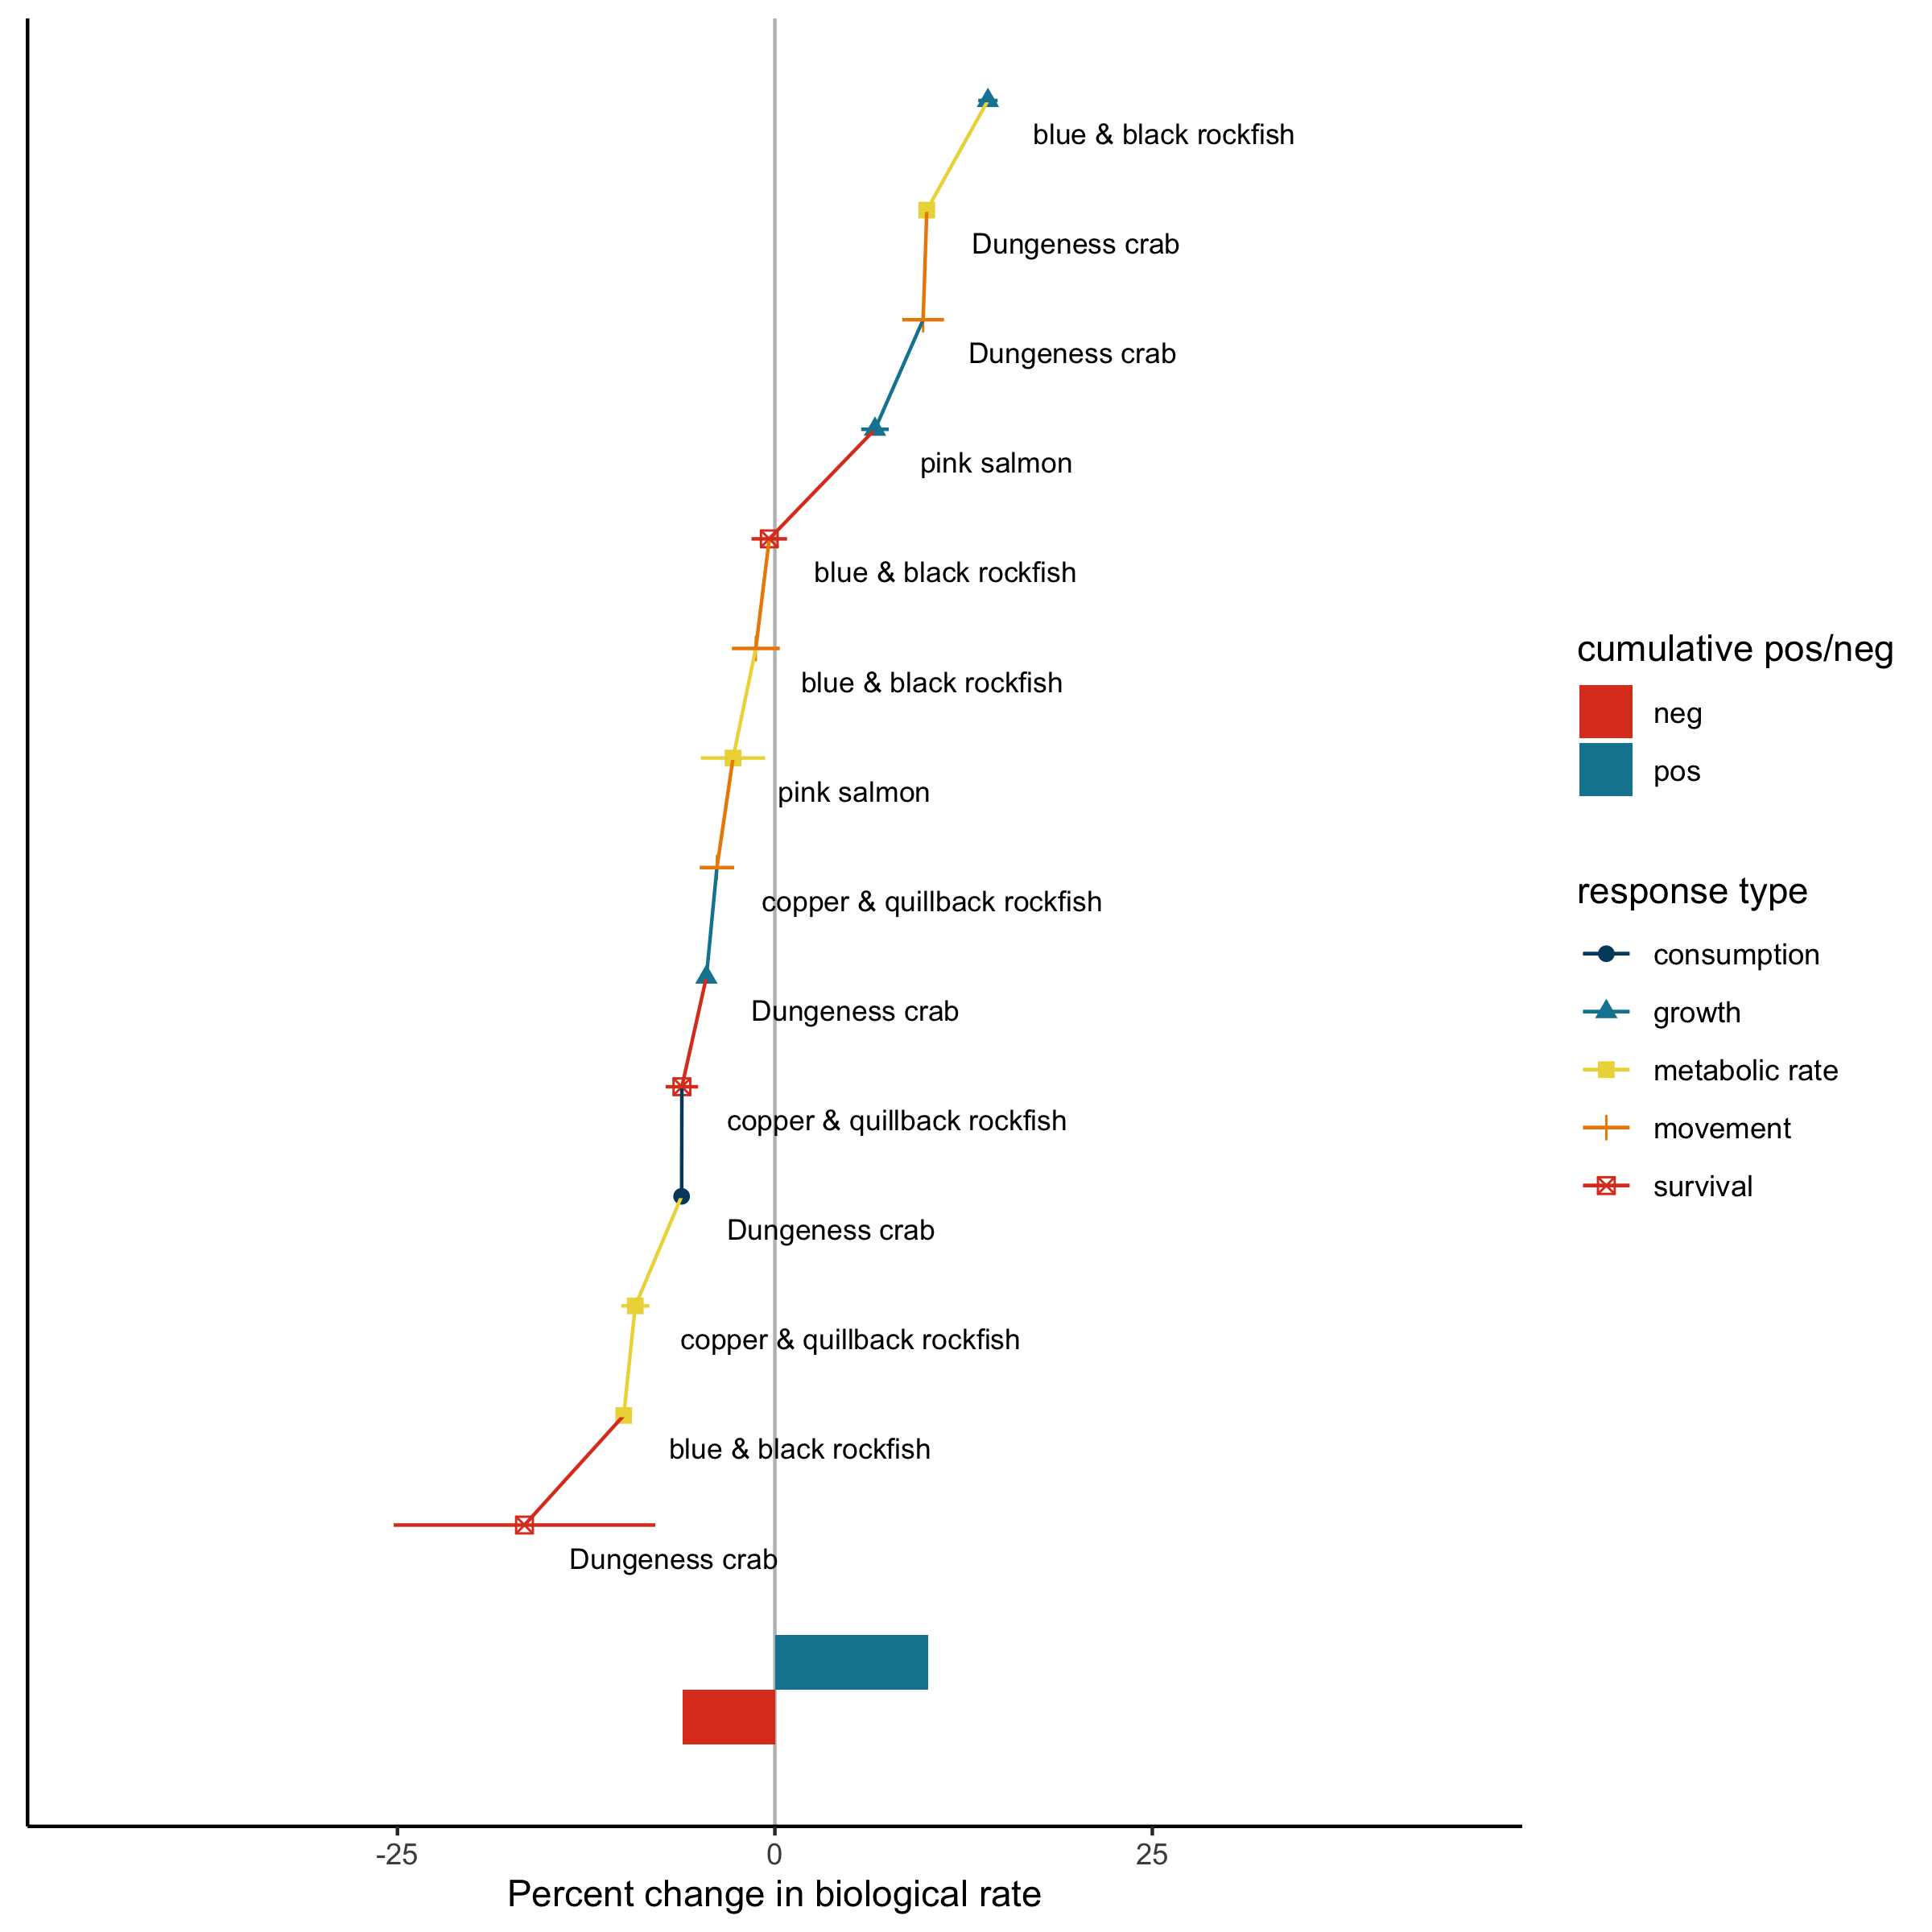 blue & black rockfish
Dungeness crab
Dungeness crab
pink salmon
blue & black rockfish
blue & black rockfish
pink salmon
copper & quillback rockfish
Dungeness crab
copper & quillback rockfish
Dungeness crab
copper & quillback rockfish
blue & black rockfish
Dungeness crab
-25
0
25
Percent change in biological rate
cumulative pos/neg
neg
pos
response type
consumption
growth
metabolic rate
movement
survival